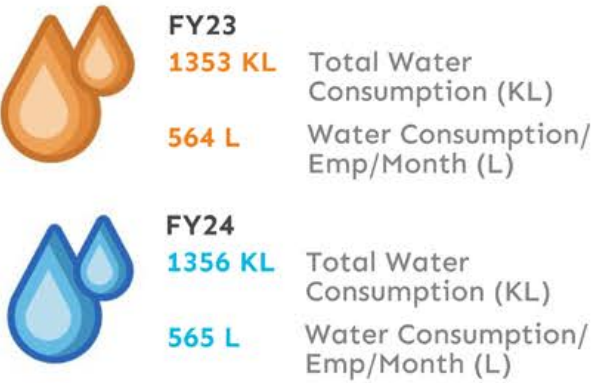 FY23
1353 KL Total Water
Consumption (KL)
564 L Water Consumption/
Emp/Month (L)
FY24
1356 KL Total Water
Consumption (KL)
565 L Water Consumption/
Emp/Month (L)